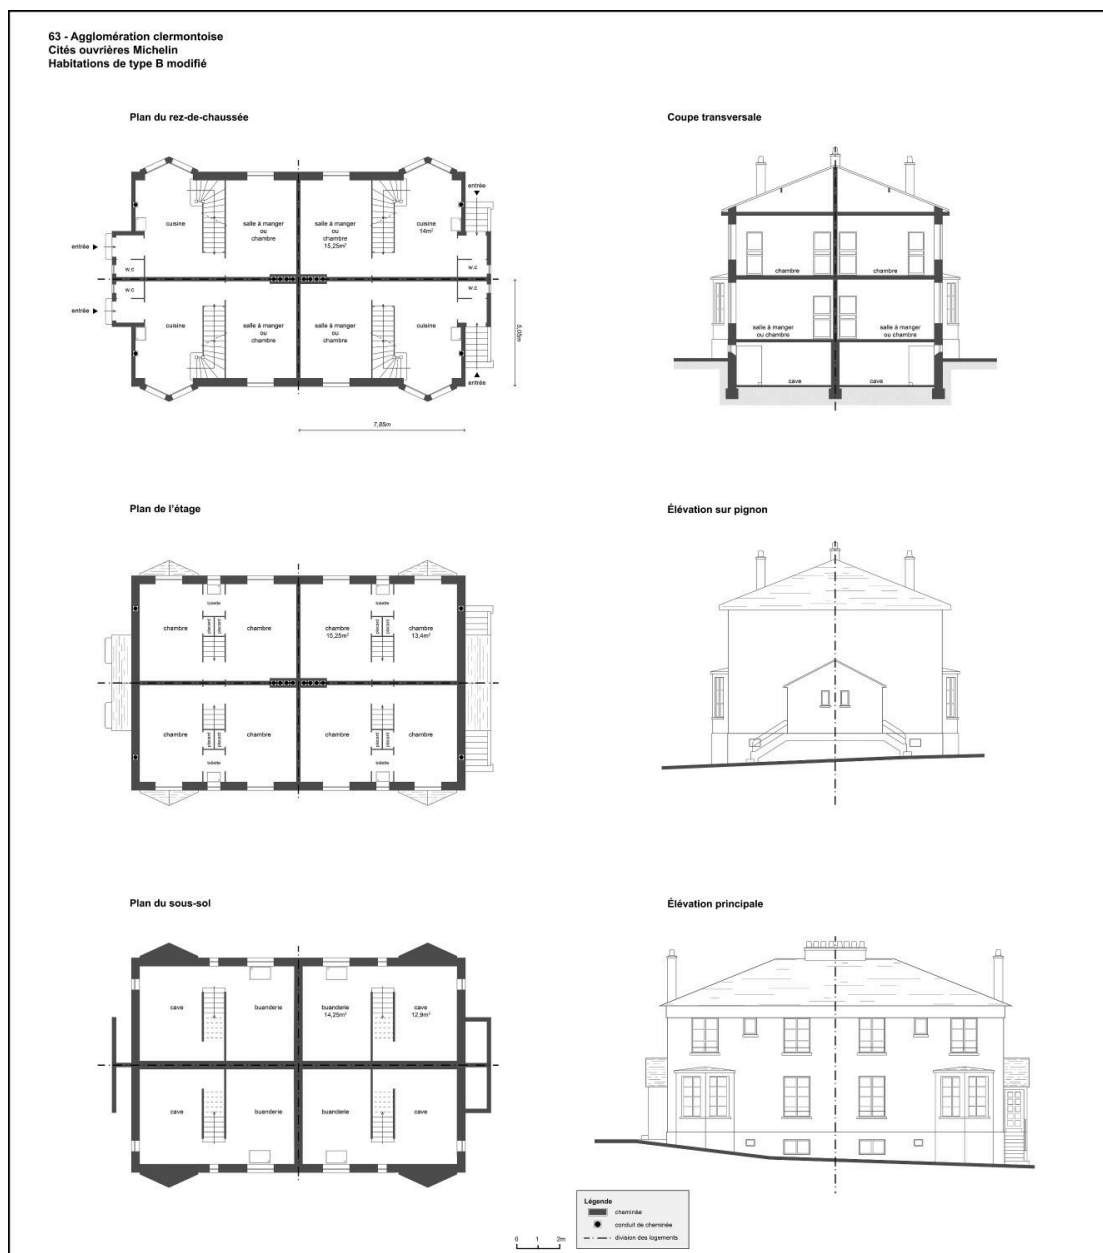 63 - Agglomération clermontoise
Cités ouvrières Michelin
Habitations de type B modifié
Plan du rez-de-chaussée
entrée
cuisine
salle à manger
ou
chambre
salle à manger
ou
chambre
15,25m²
cuisine
14m²
entrée
w.c
w.c
w.c
w.c
entrée
cuisine
salle à manger
ou
chambre
salle à manger
ou
chambre
cuisine
5,05m
entrée
7,85m
Coupe transversale
chambre
chambre
salle à manger
ou chambre
salle à manger
ou chambre
cave
cave
Plan de l'étage
toilette
toilette
placard
placard
placard
placard
chambre
chambre
chambre
15,25m²
chambre
13,4m²
chambre
chambre
chambre
chambre
placard
placard
placard
placard
toilette
toilette
Élévation sur pignon
Plan du sous-sol
cave
buanderie
buanderie
14,25m²
cave
12,9m²
cave
buanderie
buanderie
cave
Élévation principale
0 1 2m
Légende
cheminée
conduit de cheminée
division des logements